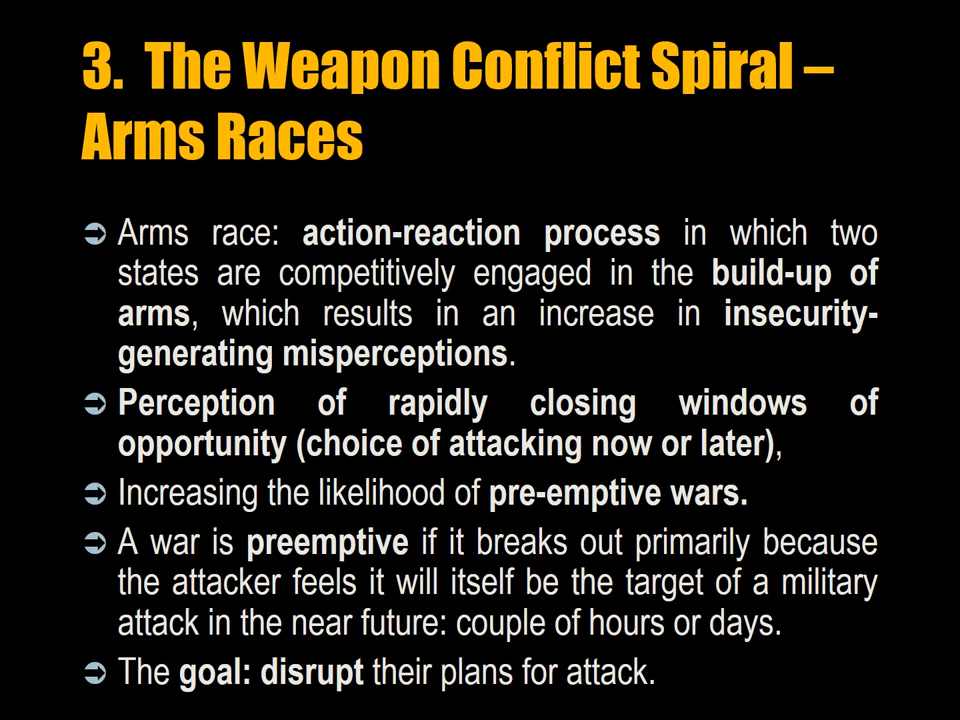 3. The Weapon Conflict Spiral –
Arms Races
➲ Arms race: action-reaction process in which two
states are competitively engaged in the build-up of
arms, which results in an increase in insecurity-
generating misperceptions.
➲ Perception of rapidly closing windows of
opportunity (choice of attacking now or later),
➲ Increasing the likelihood of pre-emptive wars.
➲ A war is preemptive if it breaks out primarily because
the attacker feels it will itself be the target of a military
attack in the near future: couple of hours or days.
➲ The goal: disrupt their plans for attack.